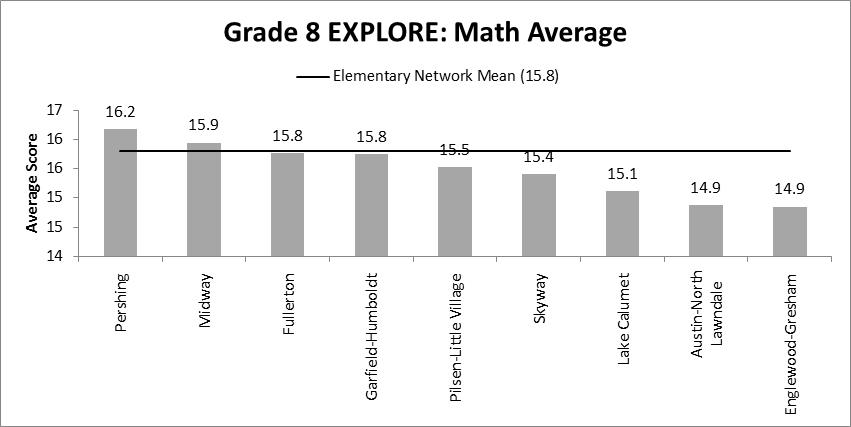 Grade 8 EXPLORE: Math Average
Elementary Network Mean (15.8)
Average Score
17
16
16
15
15
14
16.2
15.9
15.8
15.8
15.5
15.4
15.1
14.9
14.9
Pershing
Midway
Fullerton
Garfield-Humboldt
Pilsen-Little Village
Skyway
Lake Calumet
Austin-North
Lawndale
Englewood-Gresham